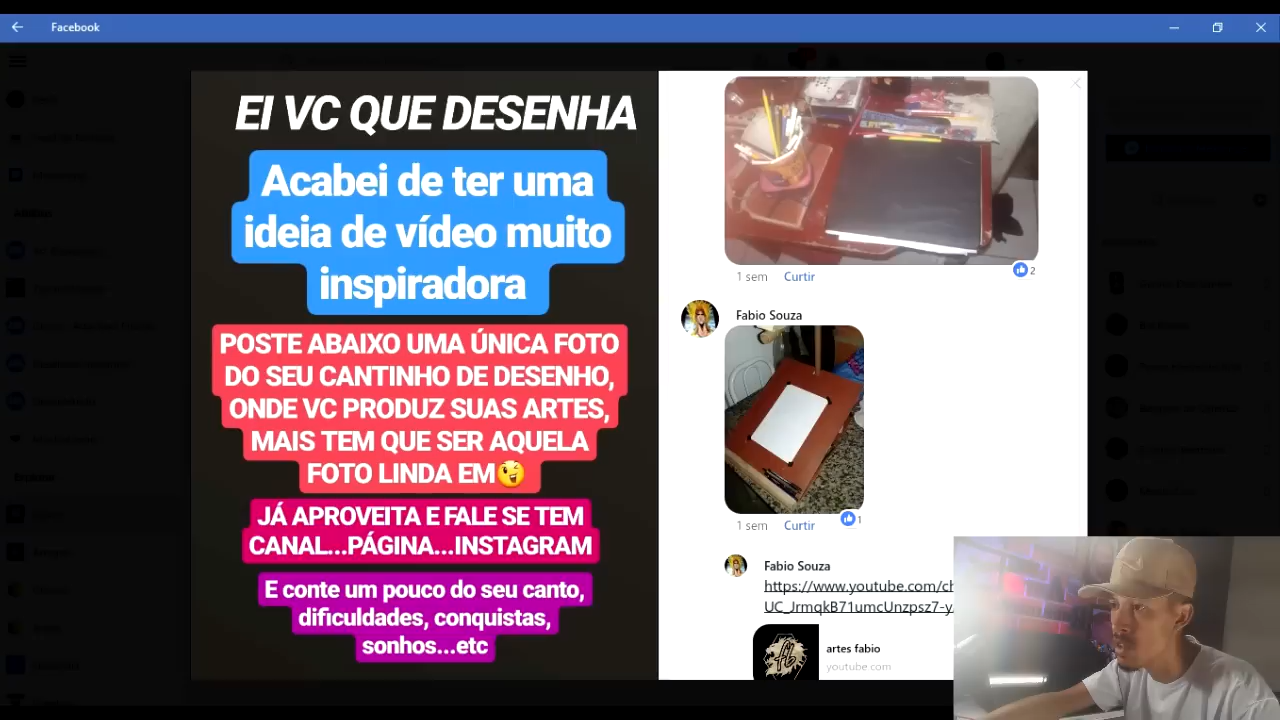 Facebook
EI VC QUE DESENHA
Acabei de ter uma
ideia de vídeo muito
inspiradora
POSTE ABAIXO UMA ÚNICA FOTO
DO SEU CANTINHO DE DESENHO,
ONDE VC PRODUZ SUAS ARTES,
MAIS TEM QUE SER AQUELA
FOTO LINDA EM😉
JÁ APROVEITA E FALE SE TEM
CANAL...PÁGINA...INSTAGRAM
E conte um pouco do seu canto,
dificuldades, conquistas,
sonhos...etc
1 sem Curtir 2
Fabio Souza
1 sem Curtir 1
Fabio Souza
https://www.youtube.com/ch
UC_JrmqkB71umcUnzpsz7-y
fb
artes fabio
youtube.com